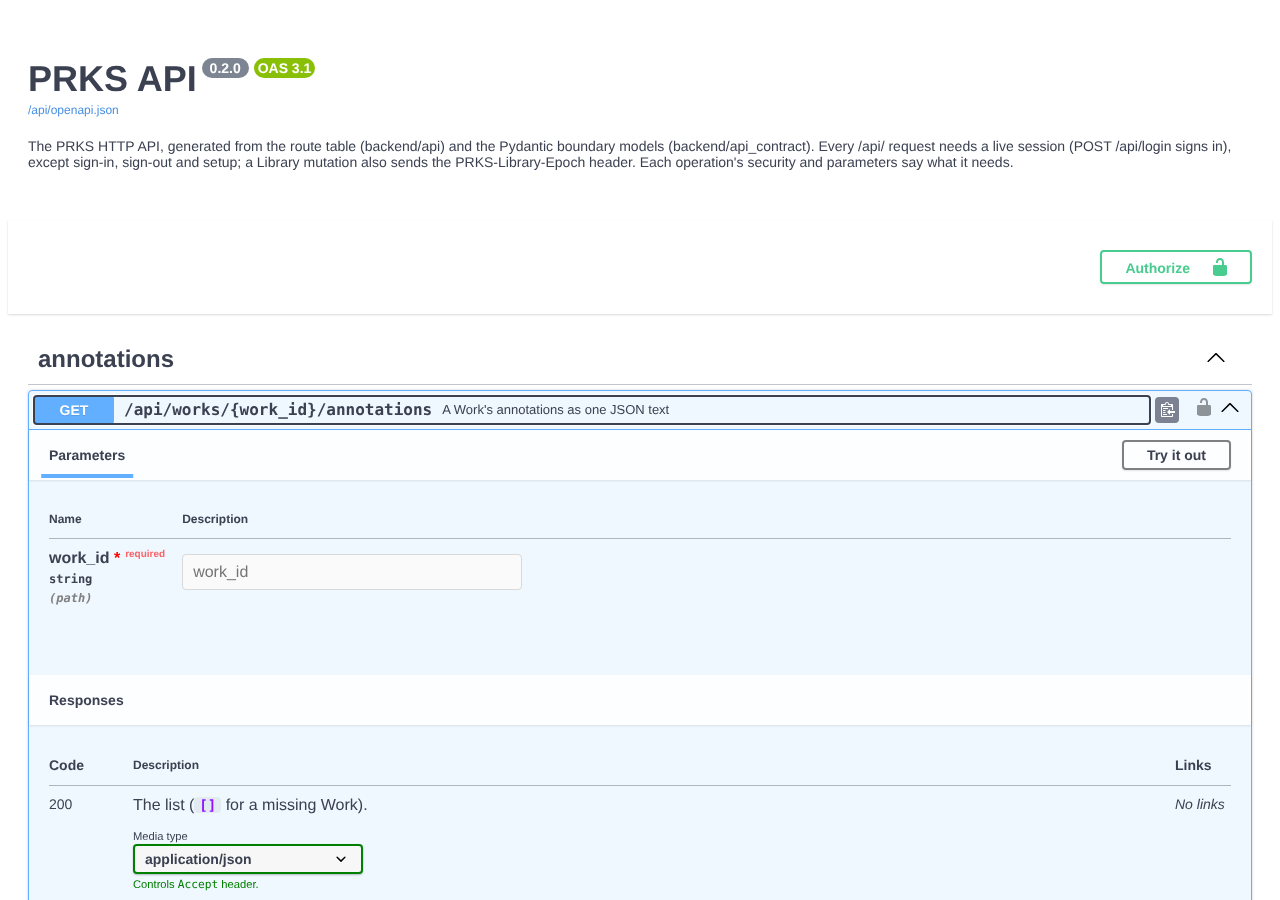 PRKS API 0.2.0 OAS 3.1
/api/openapi.json
The PRKS HTTP API, generated from the route table (backend/api) and the Pydantic boundary models (backend/api_contract). Every /api/ request needs a live session (POST /api/login signs in),
except sign-in, sign-out and setup; a Library mutation also sends the PRKS-Library-Epoch header. Each operation's security and parameters say what it needs.
Authorize
annotations
GET /api/works/{work_id}/annotations A Work's annotations as one JSON text
Parameters Try it out
Name Description
work_id * required
work_id
string
(path)
Responses
Code Description Links
200 The list ( [] for a missing Work). No links
Media type
application/json
Controls Accept header.